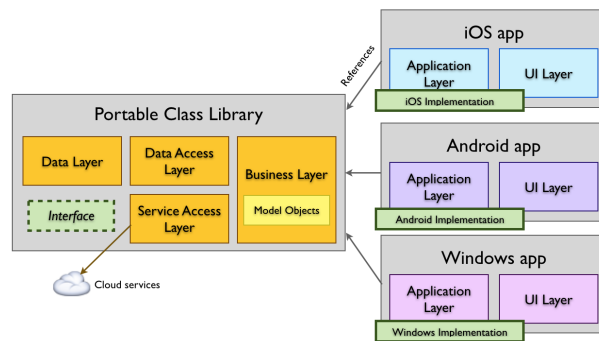 iOS app
Application
Layer
UI Layer
iOS Implementation
References
Portable Class Library
Data Layer
Data Access
Layer
Business Layer
Model Objects
Interface
Service Access
Layer
Cloud services
Android app
Application
Layer
UI Layer
Android Implementation
Windows app
Application
Layer
UI Layer
Windows Implementation